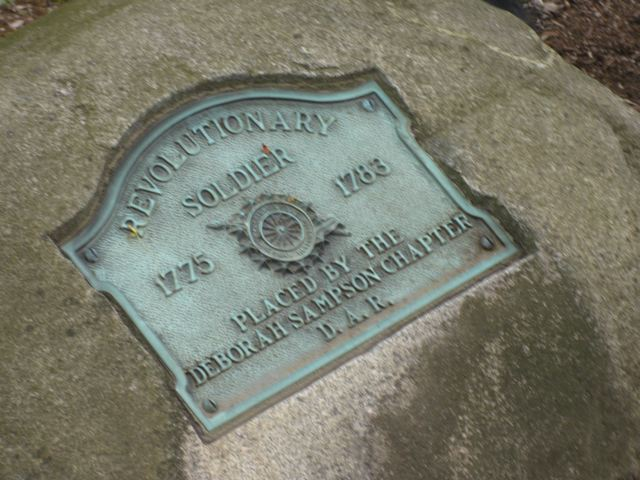 REVOLUTIONARY
SOLDIER
1775 1783
PLACED BY THE
DEBORAH SAMPSON CHAPTER
D. A. R.